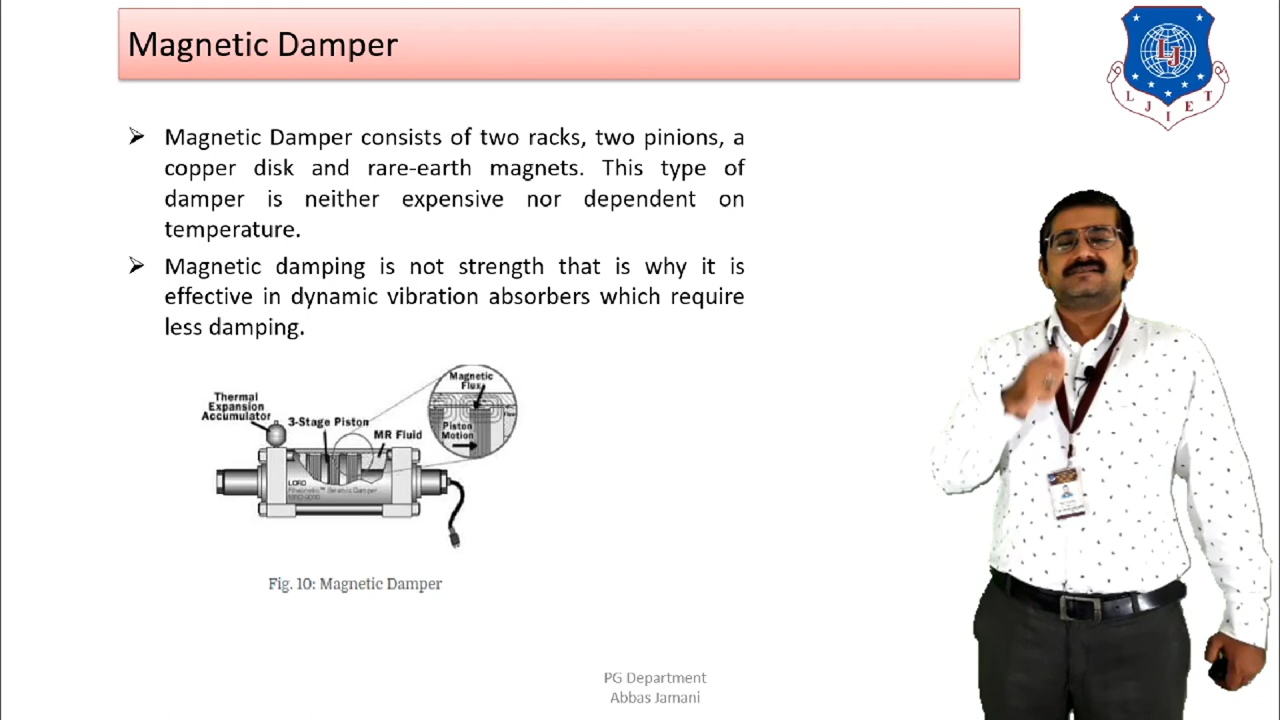 Magnetic Damper
L J I E T
LJ
Magnetic Damper consists of two racks, two pinions, a
copper disk and rare-earth magnets. This type of
damper is neither expensive nor dependent on
temperature.
Magnetic damping is not strength that is why it is
effective in dynamic vibration absorbers which require
less damping.
Magnetic
Flux
Thermal
Expansion
Accumulator
3-Stage Piston
MR Fluid
Flux
Piston
Motion
LORD
Fig. 10: Magnetic Damper
PG Department
Abbas Jamani